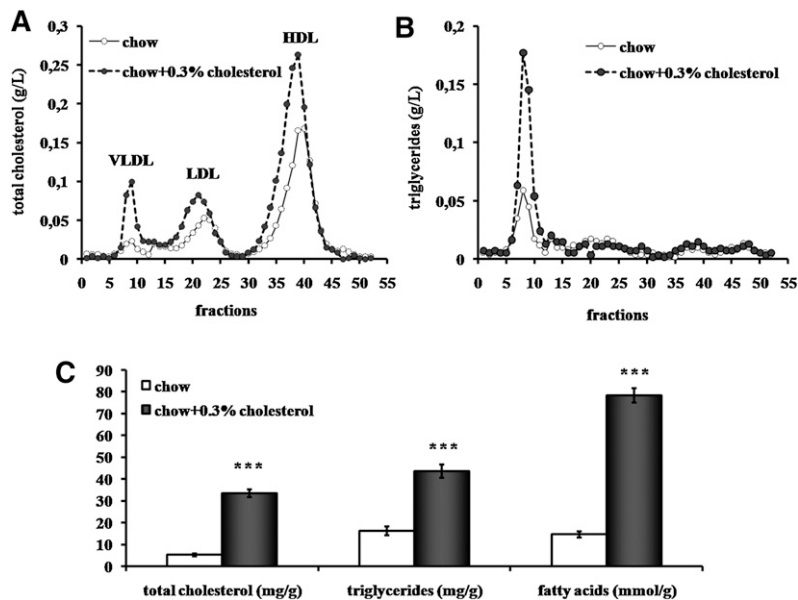 A
total cholesterol (g/L)
0,3
0,25
0,2
0,15
0,1
0,05
0
chow
chow+0.3% cholesterol
VLDL
LDL
HDL
0 5 10 15 20 25 30 35 40 45 50 55
fractions
B
triglycerides (g/L)
0,2
0,15
0,1
0,05
0
chow
chow+0.3% cholesterol
0 5 10 15 20 25 30 35 40 45 50 55
fractions
C
90
80
70
60
50
40
30
20
10
0
chow
chow+0.3% cholesterol
***
***
***
total cholesterol (mg/g) triglycerides (mg/g) fatty acids (mmol/g)